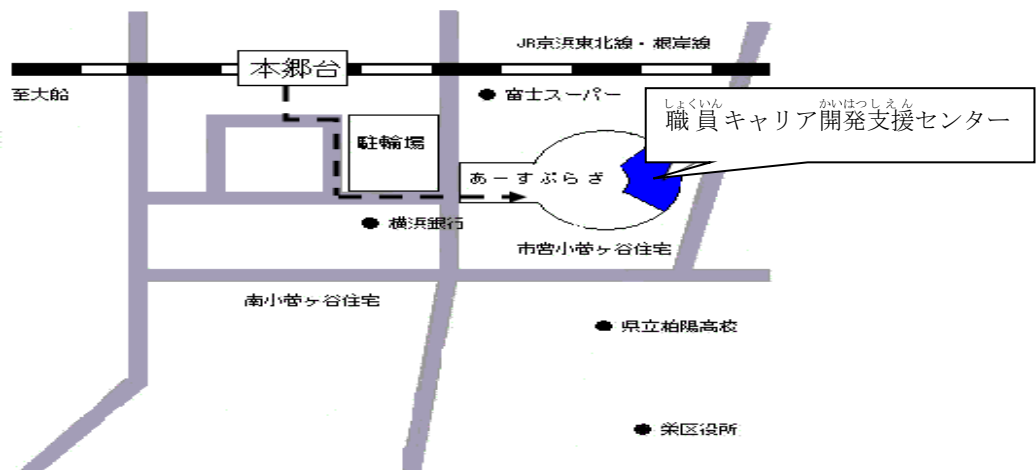 JR京浜東北線・根岸線
本郷台
至大船
富士スーパー
しょくいん かいはつしえん
職員キャリア開発支援センター
駐輪場
あーすぷらざ
横浜銀行
市営小菅ヶ谷住宅
南小菅ヶ谷住宅
県立柏陽高校
栄区役所